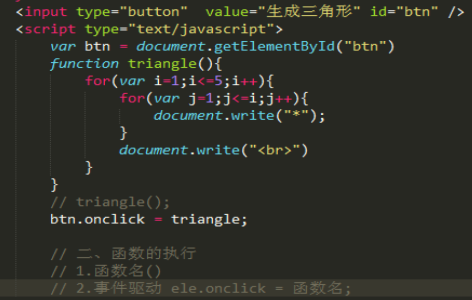 <input type="button"  value="生成三角形" id="btn" />
<script type="text/javascript">
    var btn = document.getElementById("btn")
    function triangle(){
        for(var i=1;i<=5;i++){
            for(var j=1;j<=i;j++){
                document.write("*");
            }
            document.write("<br>")
        }
    }
    // triangle();
    btn.onclick = triangle;

    // 二、函数的执行
    // 1.函数名()
    // 2.事件驱动 ele.onclick = 函数名;